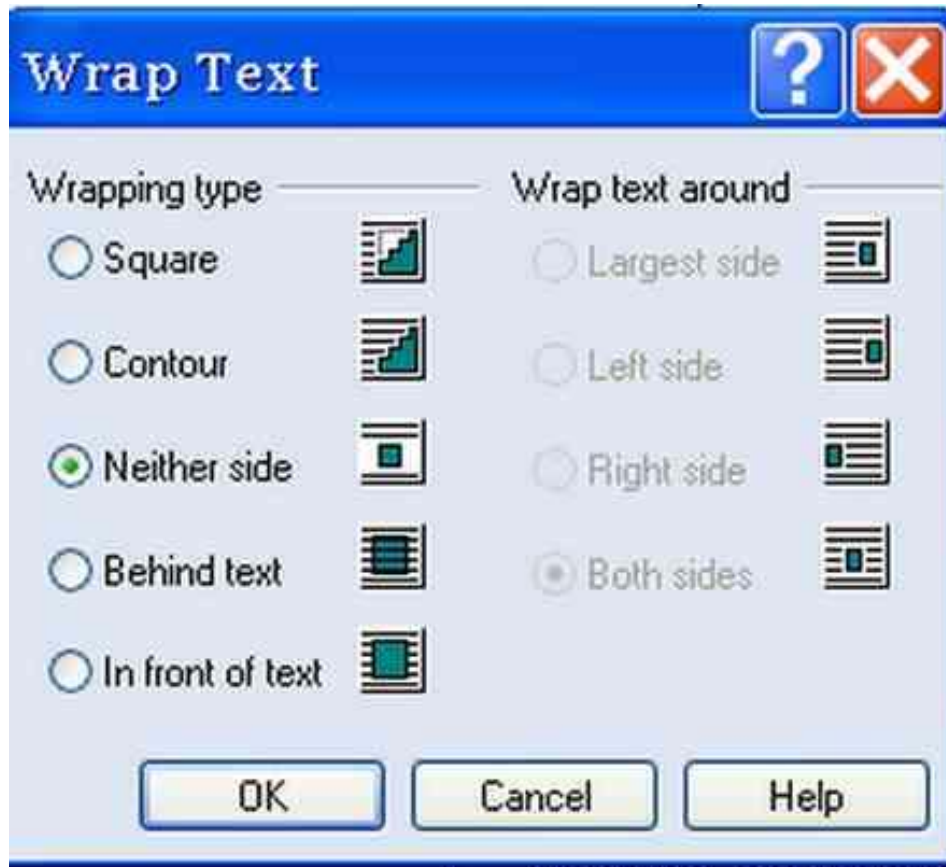 Wrap Text
Wrapping type
Square
Contour
Neither side
Behind text
In front of text
Wrap text around
Largest side
Left side
Right side
Both sides
OK
Cancel
Help